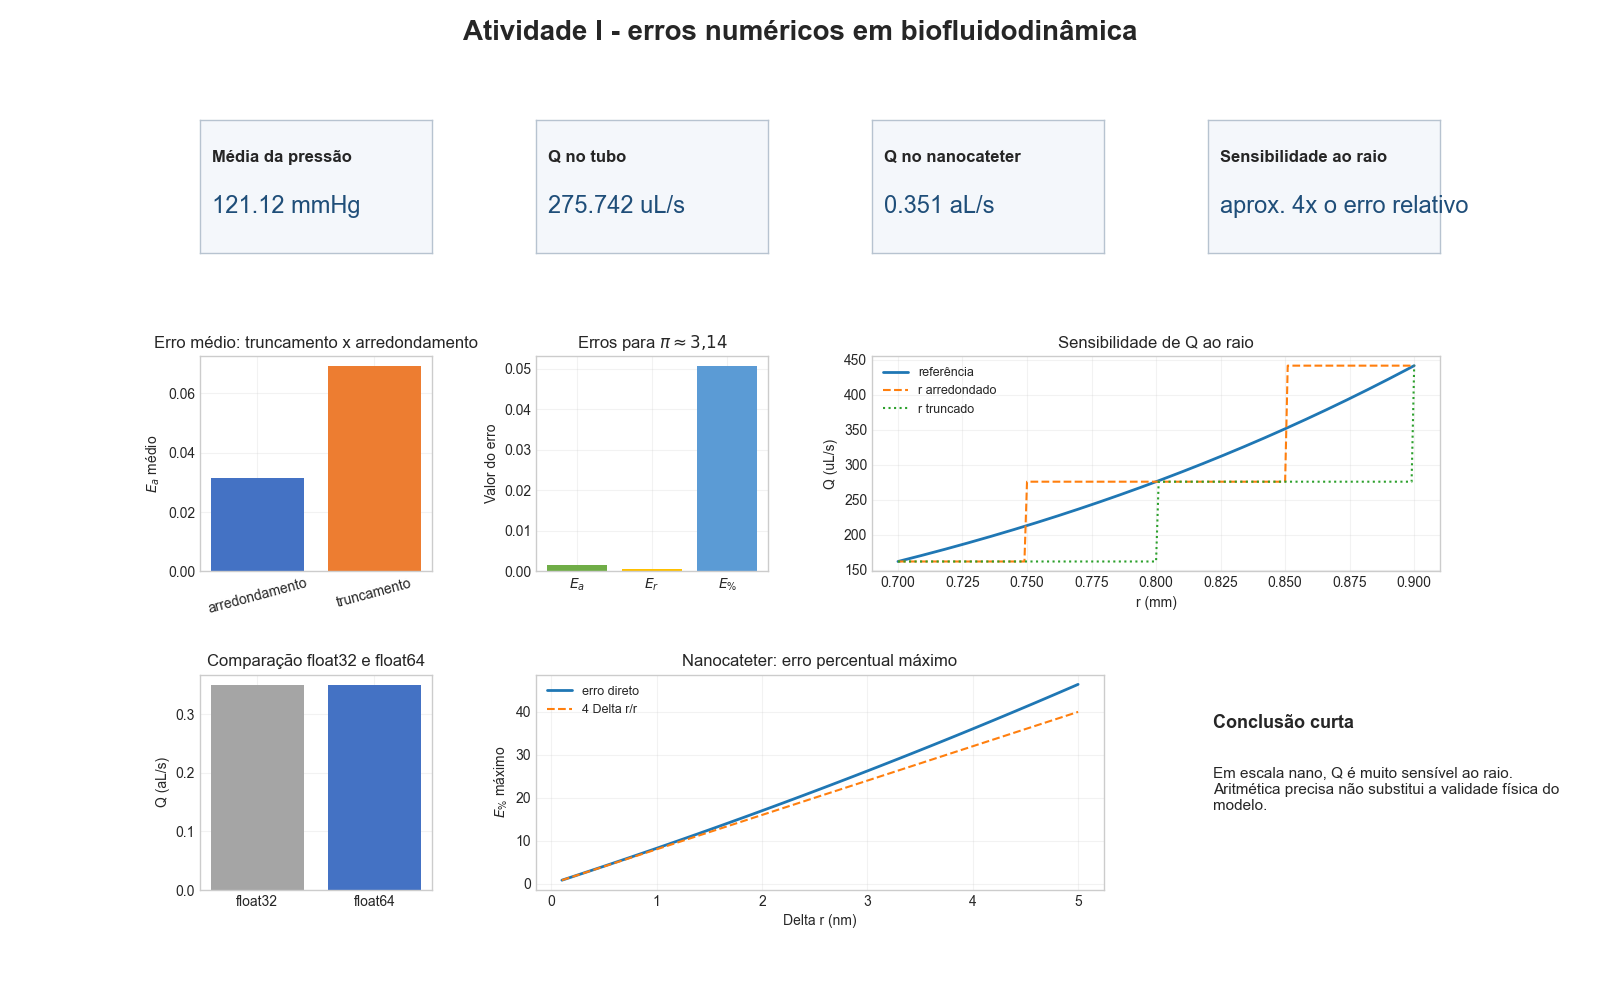 Atividade I - erros numéricos em biofluidodinâmica
Média da pressão
121.12 mmHg
Q no tubo
275.742 uL/s
Q no nanocateter
0.351 aL/s
Sensibilidade ao raio
aprox. 4x o erro relativo
Erro médio: truncamento x arredondamento
0.06
0.04
0.02
0.00
E_a médio
arredondamento
truncamento
Erros para π ≈ 3,14
0.05
0.04
0.03
0.02
0.01
0.00
Valor do erro
E_a
E_r
E_%
Sensibilidade de Q ao raio
referência
r arredondado
r truncado
450
400
350
300
250
200
150
Q (uL/s)
0.700
0.725
0.750
0.775
0.800
0.825
0.850
0.875
0.900
r (mm)
Comparação float32 e float64
0.3
0.2
0.1
0.0
Q (aL/s)
float32
float64
Nanocateter: erro percentual máximo
erro direto
4 Delta r/r
40
30
20
10
0
E_% máximo
0
1
2
3
4
5
Delta r (nm)
Conclusão curta
Em escala nano, Q é muito sensível ao raio.
Aritmética precisa não substitui a validade física do
modelo.